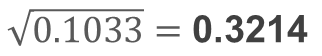 √0.1033 = 0.3214